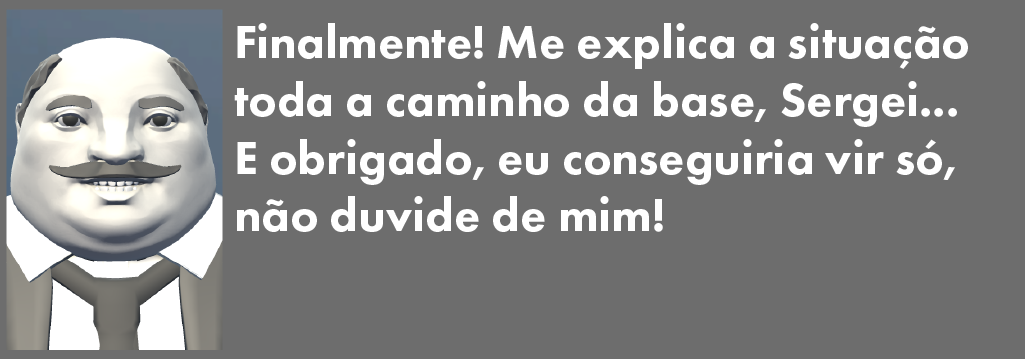 Finalmente! Me explica a situação
toda a caminho da base, Sergei...
E obrigado, eu conseguiria vir só,
não duvide de mim!